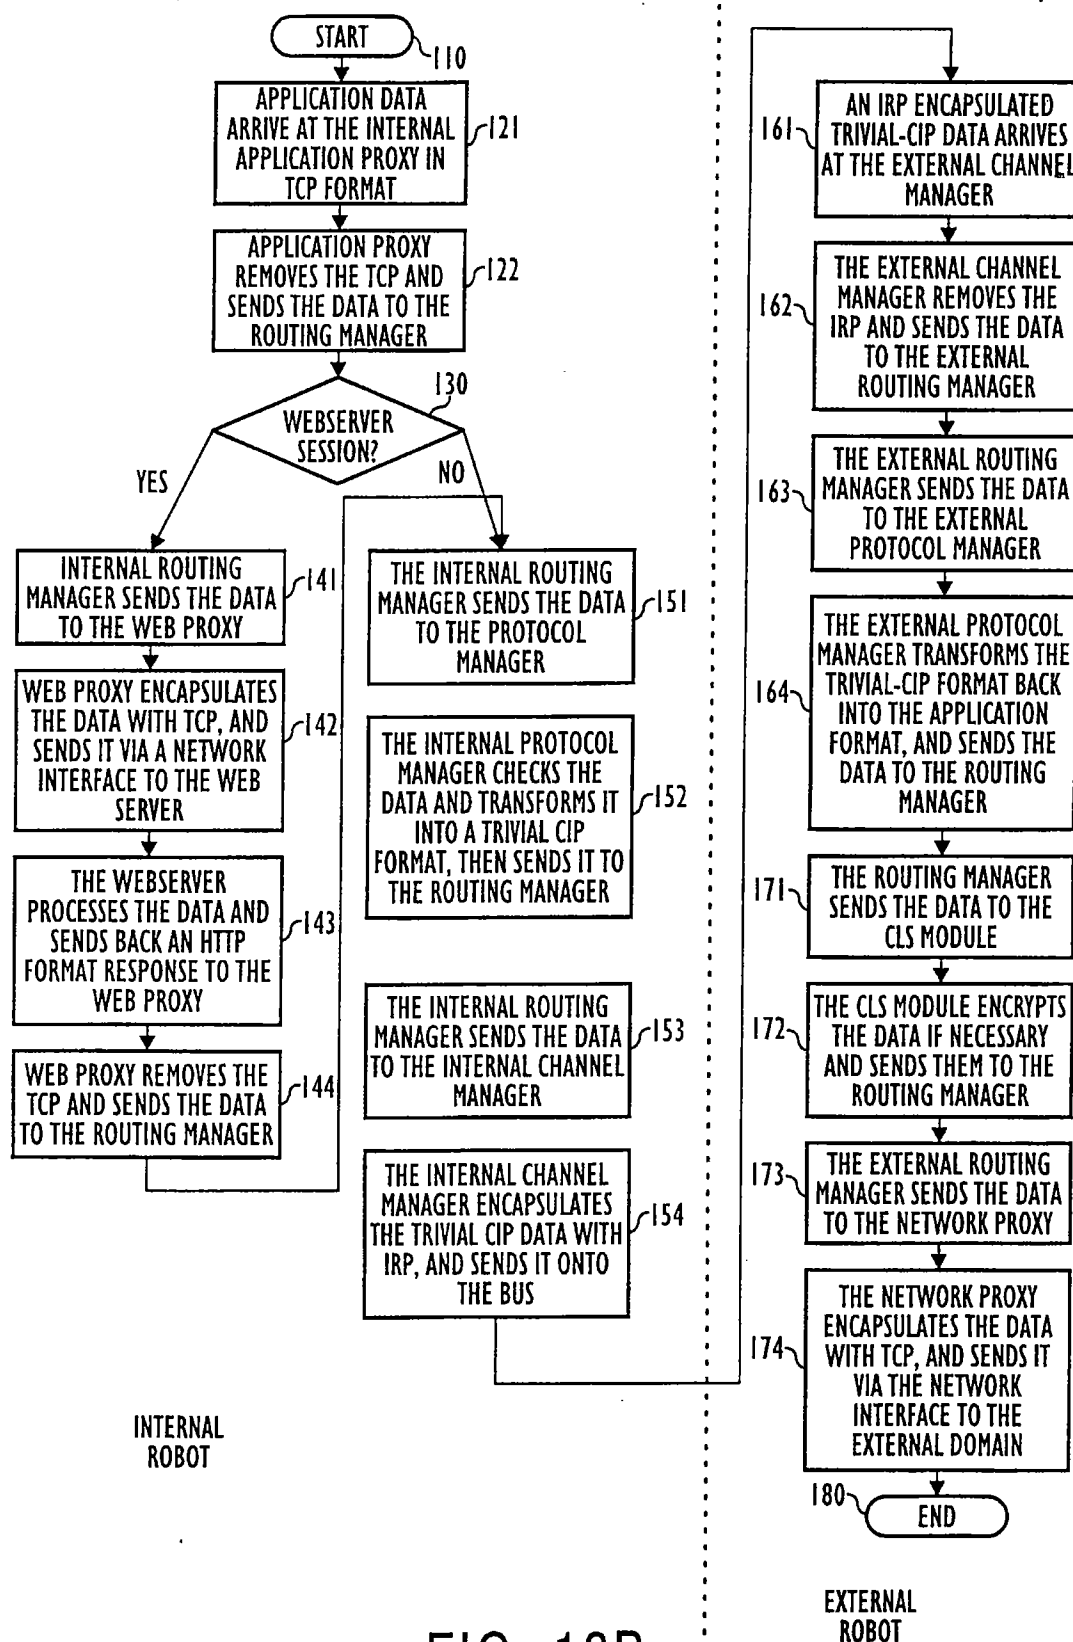 START
110
APPLICATION DATA
ARRIVE AT THE INTERNAL
APPLICATION PROXY IN
TCP FORMAT
121
APPLICATION PROXY
REMOVES THE TCP AND
SENDS THE DATA TO THE
ROUTING MANAGER
122
130
WEBSERVER
SESSION?
YES
NO
INTERNAL ROUTING
MANAGER SENDS THE DATA
TO THE WEB PROXY
141
WEB PROXY ENCAPSULATES
THE DATA WITH TCP, AND
SENDS IT VIA A NETWORK
INTERFACE TO THE WEB
SERVER
142
THE WEBSERVER
PROCESSES THE DATA AND
SENDS BACK AN HTTP
FORMAT RESPONSE TO THE
WEB PROXY
143
WEB PROXY REMOVES THE
TCP AND SENDS THE DATA
TO THE ROUTING MANAGER
144
THE INTERNAL ROUTING
MANAGER SENDS THE DATA
TO THE PROTOCOL
MANAGER
151
THE INTERNAL PROTOCOL
MANAGER CHECKS THE
DATA AND TRANSFORMS IT
INTO A TRIVIAL CIP
FORMAT, THEN SENDS IT TO
THE ROUTING MANAGER
152
THE INTERNAL ROUTING
MANAGER SENDS THE DATA
TO THE INTERNAL CHANNEL
MANAGER
153
THE INTERNAL CHANNEL
MANAGER ENCAPSULATES
THE TRIVIAL CIP DATA WITH
IRP, AND SENDS IT ONTO
THE BUS
154
INTERNAL
ROBOT
161
AN IRP ENCAPSULATED
TRIVIAL-CIP DATA ARRIVES
AT THE EXTERNAL CHANNEL
MANAGER
162
THE EXTERNAL CHANNEL
MANAGER REMOVES THE
IRP AND SENDS THE DATA
TO THE EXTERNAL
ROUTING MANAGER
163
THE EXTERNAL ROUTING
MANAGER SENDS THE DATA
TO THE EXTERNAL
PROTOCOL MANAGER
164
THE EXTERNAL PROTOCOL
MANAGER TRANSFORMS THE
TRIVIAL-CIP FORMAT BACK
INTO THE APPLICATION
FORMAT, AND SENDS THE
DATA TO THE ROUTING
MANAGER
171
THE ROUTING MANAGER
SENDS THE DATA TO THE
CLS MODULE
172
THE CLS MODULE ENCRYPTS
THE DATA IF NECESSARY
AND SENDS THEM TO THE
ROUTING MANAGER
173
THE EXTERNAL ROUTING
MANAGER SENDS THE DATA
TO THE NETWORK PROXY
174
THE NETWORK PROXY
ENCAPSULATES THE DATA
WITH TCP, AND SENDS IT
VIA THE NETWORK
INTERFACE TO THE
EXTERNAL DOMAIN
180
END
EXTERNAL
ROBOT